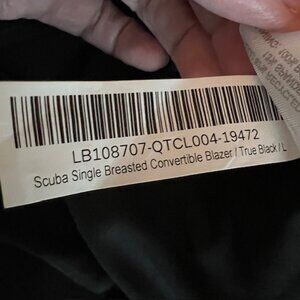 LB108707-QTCL004-19472
Scuba Single Breasted Convertible Blazer / True Black / L